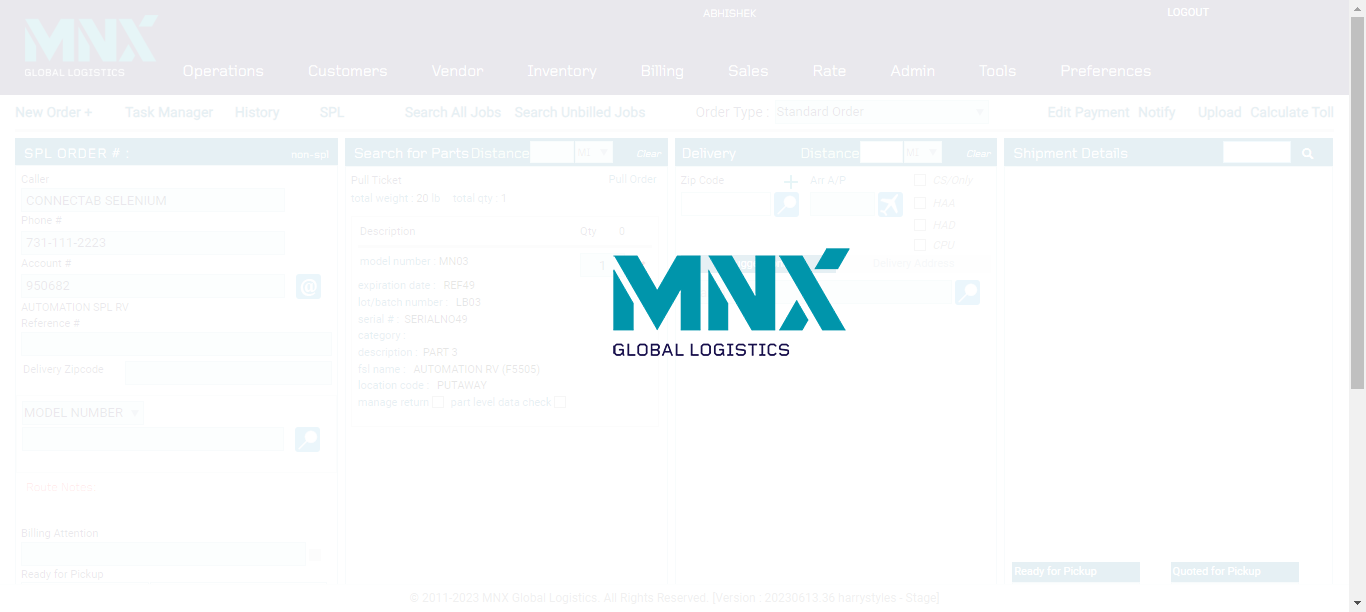 ABHISHEK
LOGOUT
MNX
GLOBAL LOGISTICS
Operations Customers Vendor Inventory Billing Sales Rate Admin Tools Preferences
New Order + Task Manager History SPL Search All Jobs Search Unbilled Jobs Order Type : Standard Order Edit Payment Notify Upload Calculate Toll
SPL ORDER # : non-spl
Caller
CONNECTAB SELENIUM
Phone #
731-111-2223
Account #
950682
@
AUTOMATION SPL RV
Reference #
Delivery Zipcode
MODEL NUMBER
Route Notes:
Billing Attention
Ready for Pickup
Search for Parts Distance MI Clear
Pull Ticket Pull Order
total weight : 20 lb total qty : 1
Description Qty 0
model number : MN03 1
expiration date : REF49
lot/batch number : LB03
serial # : SERIALNO49
category
description : PART 3
fsl name : AUTOMATION RV (F5505)
location code : PUTAWAY
manage return part level data check
Delivery Distance MI Clear
Zip Code + Arr A/P CS/Only
HAA
HAD
CPU
Delivery Address
MNX
GLOBAL LOGISTICS
Shipment Details
Ready for Pickup Quoted for Pickup
© 2011-2023 MNX Global Logistics. All Rights Reserved. [Version : 20230613.36 harrystyles - Stage]